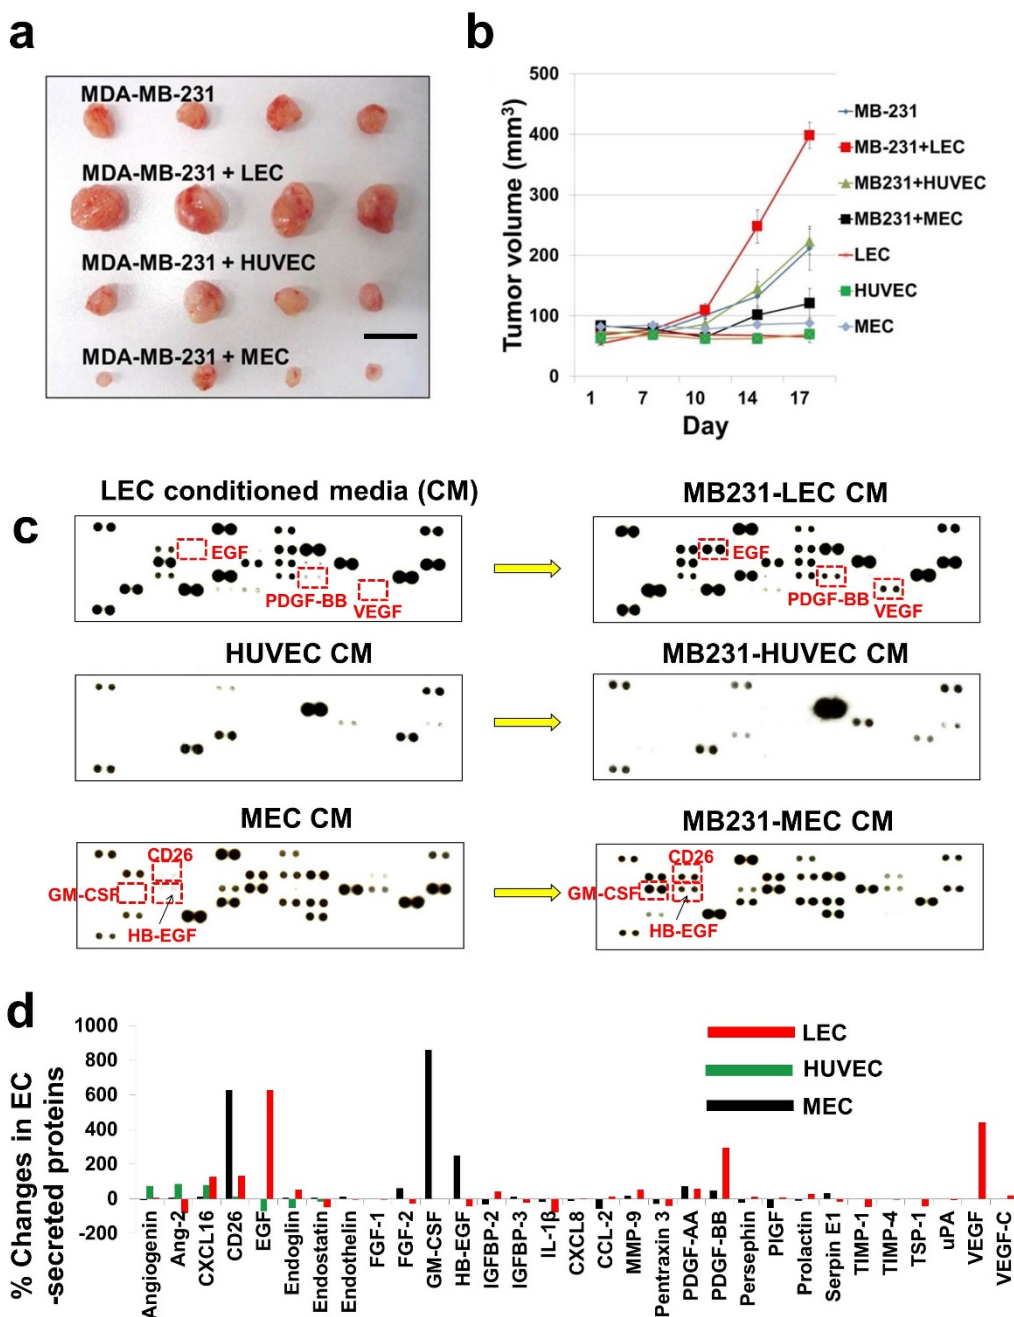 a
MDA-MB-231
MDA-MB-231 + LEC
MDA-MB-231 + HUVEC
MDA-MB-231 + MEC
b
Tumor volume (mm³)
500
400
300
200
100
0
1 7 10 14 17
Day
MB-231
MB-231+LEC
MB231+HUVEC
MB231+MEC
LEC
HUVEC
MEC
c
LEC conditioned media (CM)
EGF
PDGF-BB
VEGF
MB231-LEC CM
EGF
PDGF-BB
VEGF
HUVEC CM
MB231-HUVEC CM
MEC CM
CD26
GM-CSF
HB-EGF
MB231-MEC CM
CD26
GM-CSF
HB-EGF
d
% Changes in EC
-secreted proteins
1000
800
600
400
200
0
-200
LEC
HUVEC
MEC
Angiogenin
Ang-2
CXCL16
CD26
EGF
Endoglin
Endostatin
Endothelin
FGF-1
FGF-2
GM-CSF
HB-EGF
IGFBP-2
IGFBP-3
IL-1β
CXCL8
CCL-2
MMP-9
Pentraxin 3
PDGF-AA
PDGF-BB
Persephin
PlGF
Prolactin
Serpin E1
TIMP-1
TIMP-4
TSP-1
uPA
VEGF
VEGF-C